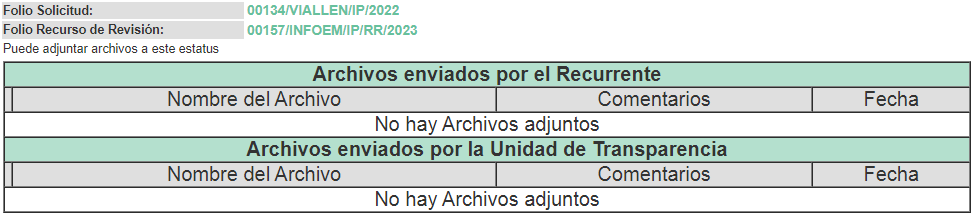 Folio Solicitud: 00134/VIALLEN/IP/2022
Folio Recurso de Revisión: 00157/INFOEM/IP/RR/2023
Puede adjuntar archivos a este estatus
Archivos enviados por el Recurrente
Nombre del Archivo Comentarios Fecha
No hay Archivos adjuntos
Archivos enviados por la Unidad de Transparencia
Nombre del Archivo Comentarios Fecha
No hay Archivos adjuntos